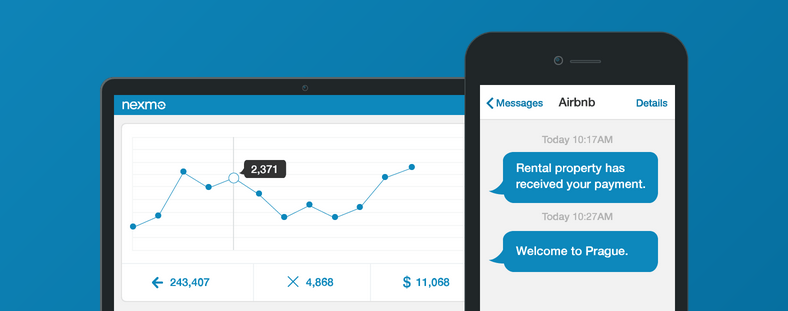 nexmo
2,371
243,407
4,868
$ 11,068
Messages
Airbnb
Details
Today 10:17AM
Rental property has
received your payment.
Today 10:27AM
Welcome to Prague.